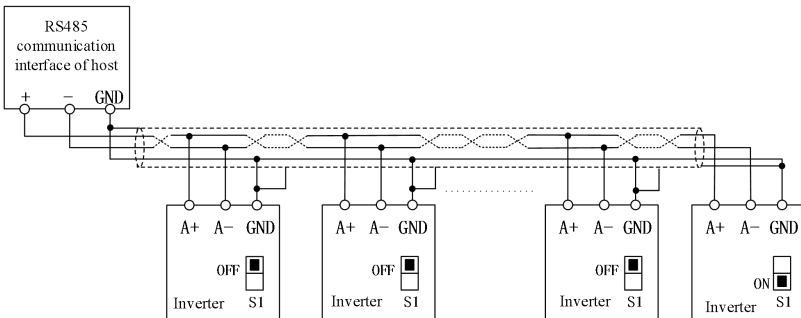 RS485
communication
interface of host
+ − GND
A+ A− GND A+ A− GND A+ A− GND A+ A− GND
OFF OFF OFF ON
Inverter S1 Inverter S1 Inverter S1 Inverter S1